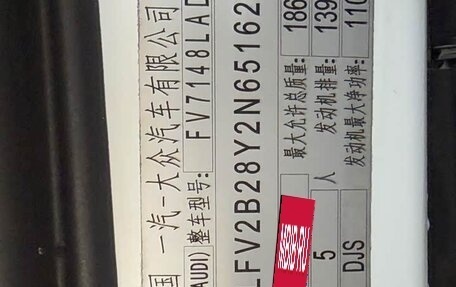 国 一汽-大众汽车有限公司
AUDI) 整车型号: FV7148LAD
LFV2B28Y2N65162
最大允许总质量: 186
5 人 发动机排量: 139
DJS 发动机最大净功率: 110
MBIB.RU